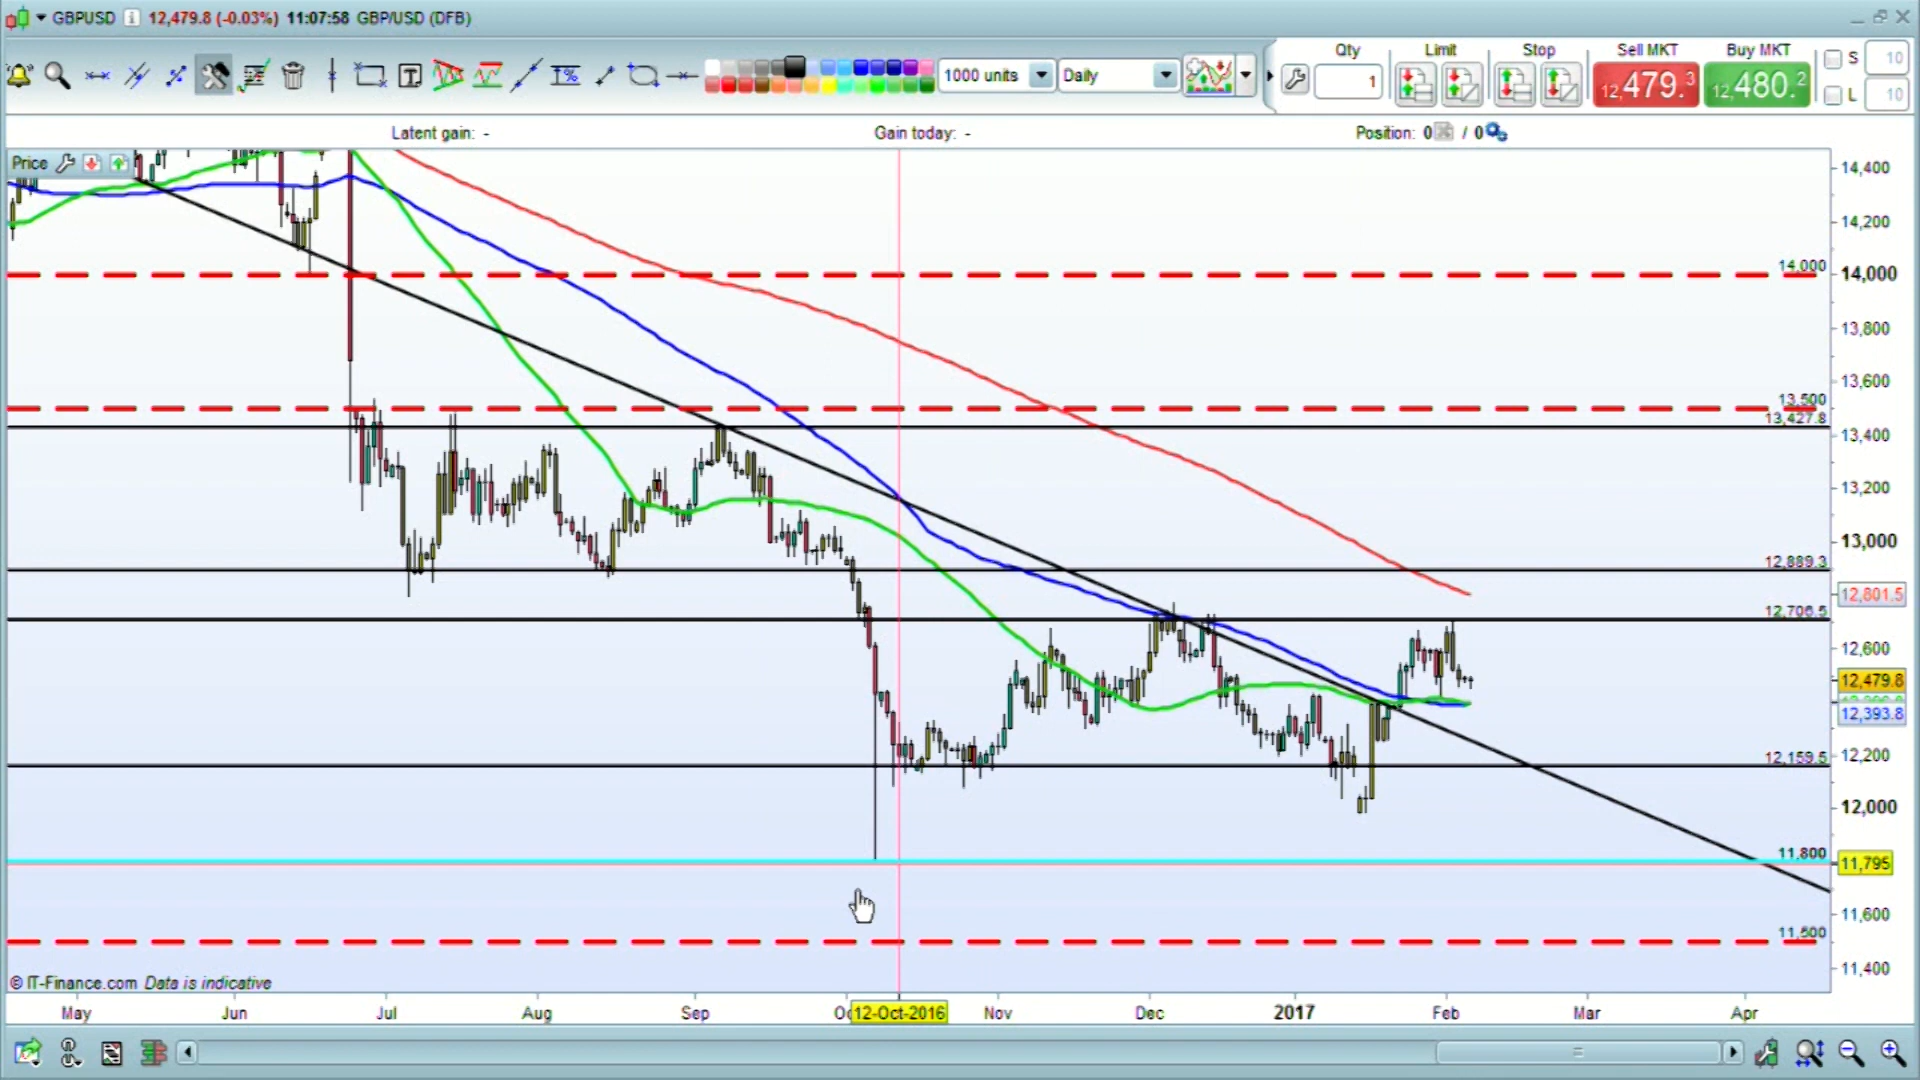 GBPUSD 12,479.8 (-0.03%) 11:07:58 GBP/USD (DFB)
1000 units Daily
Qty Limit Stop Sell MKT Buy MKT
1 12,479.3 12,480.2
S 10
L 10
Latent gain: - Gain today: - Position: 0 / 0
Price
14,400
14,200
14,000 14,000
13,800
13,600
13,500
13,427.8
13,400
13,200
13,000
12,889.3
12,801.5
12,706.5
12,600
12,479.8
12,393.8
12,159.5 12,200
12,000
11,800 11,795
11,600
11,500
11,400
© IT-Finance.com Data is indicative
May Jun Jul Aug Sep 12-Oct-2016 Nov Dec 2017 Feb Mar Apr